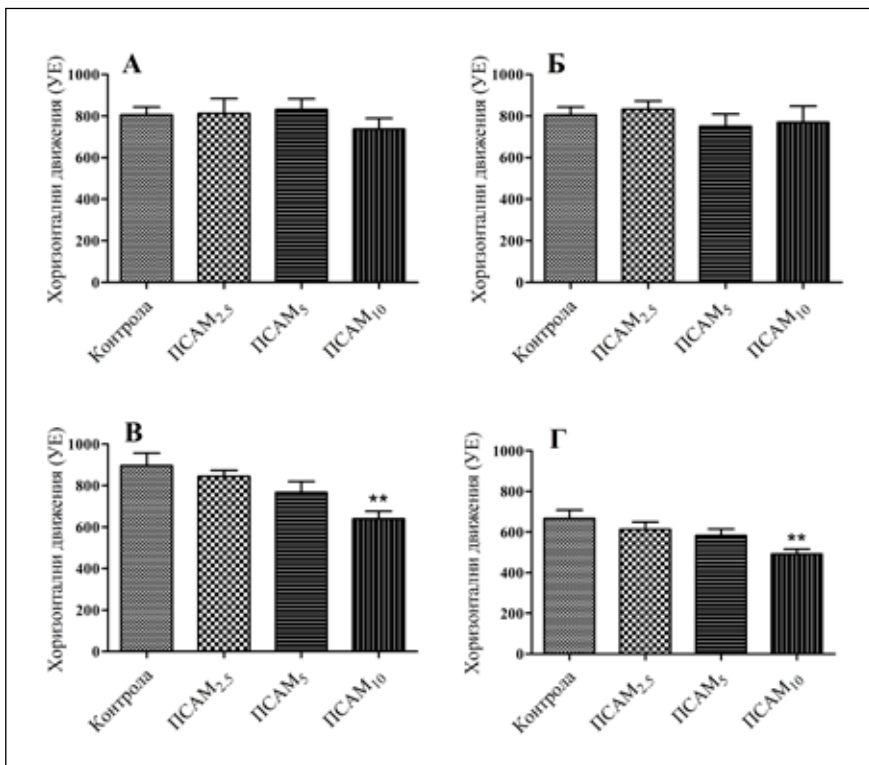 А
Хоризонтални движения (УЕ)
1000
800
600
400
200
0
Контрола
ПСАМ2.5
ПСАМ5
ПСАМ10
Б
Хоризонтални движения (УЕ)
1000
800
600
400
200
0
Контрола
ПСАМ2.5
ПСАМ5
ПСАМ10
В
Хоризонтални движения (УЕ)
1000
800
600
400
200
0
**
Контрола
ПСАМ2.5
ПСАМ5
ПСАМ10
Г
Хоризонтални движения (УЕ)
1000
800
600
400
200
0
**
Контрола
ПСАМ2.5
ПСАМ5
ПСАМ10